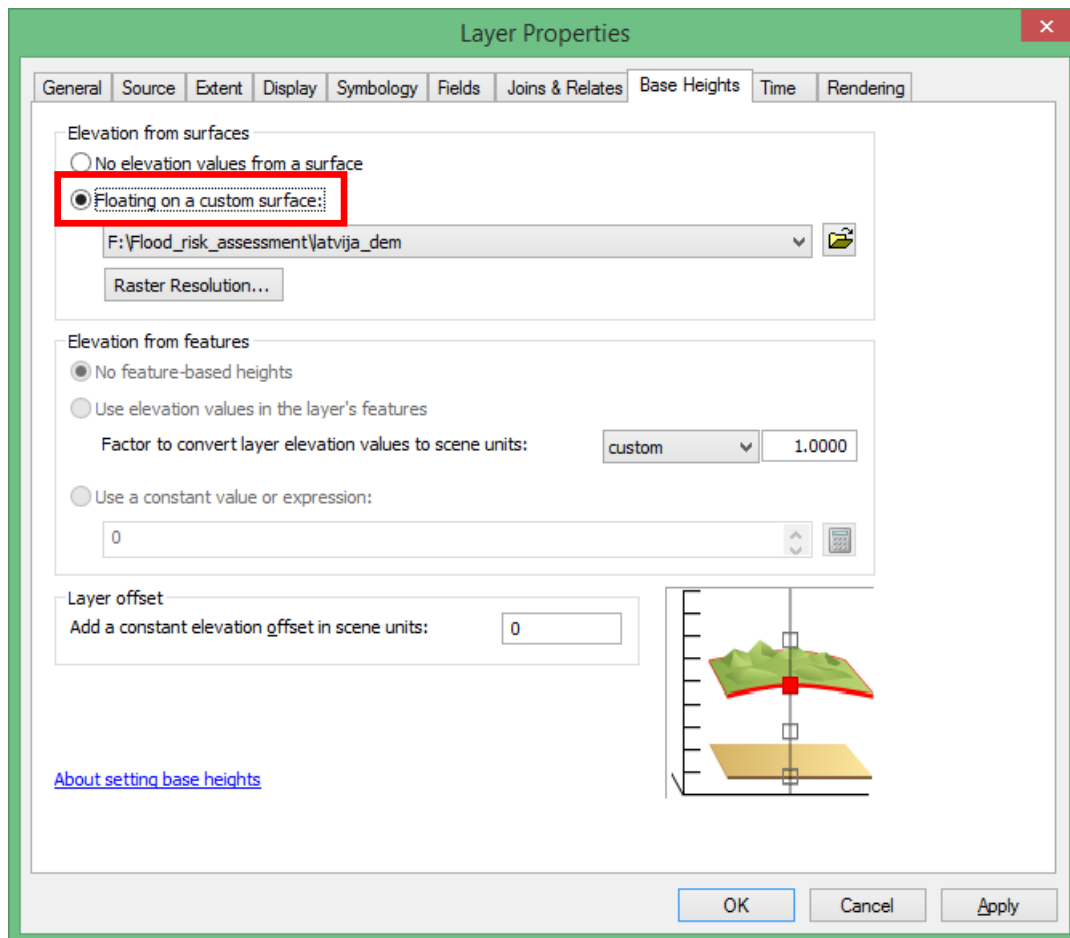 Layer Properties
General Source Extent Display Symbology Fields Joins & Relates Base Heights Time Rendering
Elevation from surfaces
No elevation values from a surface
Floating on a custom surface:
F:\Flood_risk_assessment\latvija_dem
Raster Resolution...
Elevation from features
No feature-based heights
Use elevation values in the layer's features
Factor to convert layer elevation values to scene units: custom 1.0000
Use a constant value or expression:
0
Layer offset
Add a constant elevation offset in scene units: 0
About setting base heights
OK Cancel Apply